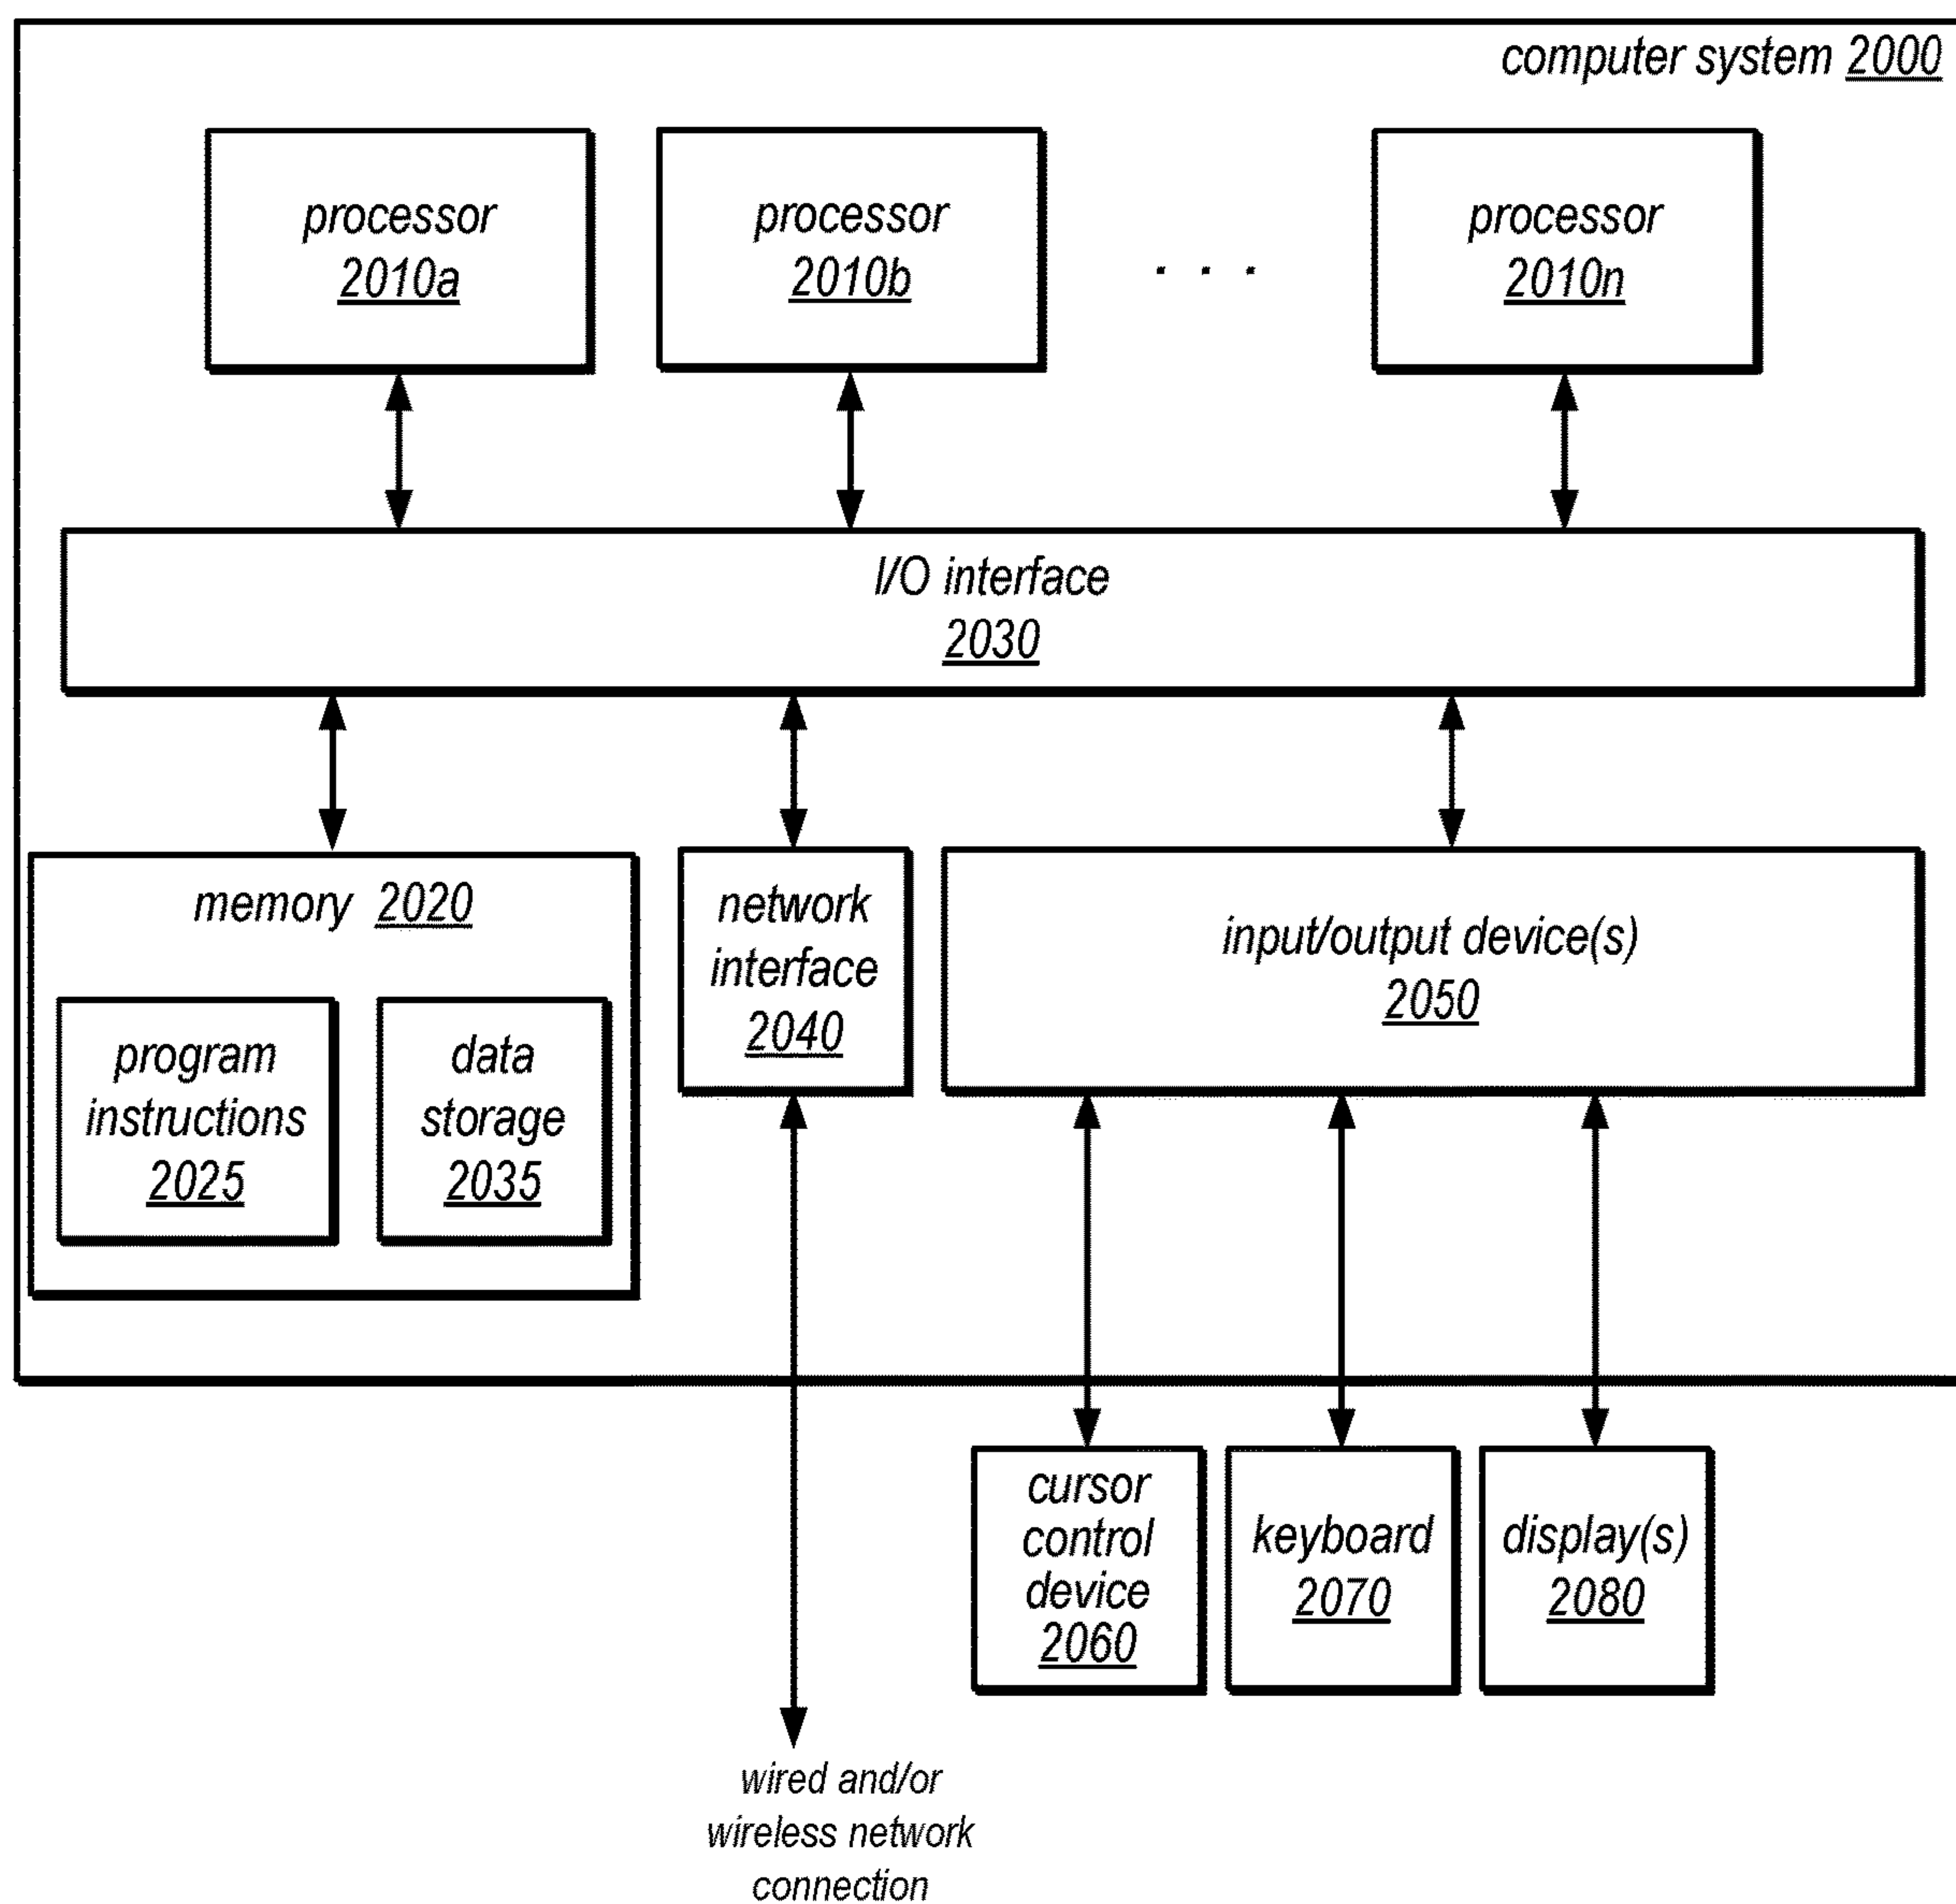 computer system 2000
processor
2010a
processor
2010b
. . .
processor
2010n
I/O interface
2030
memory 2020
program
instructions
2025
data
storage
2035
network
interface
2040
input/output device(s)
2050
cursor
control
device
2060
keyboard
2070
display(s)
2080
wired and/or
wireless network
connection